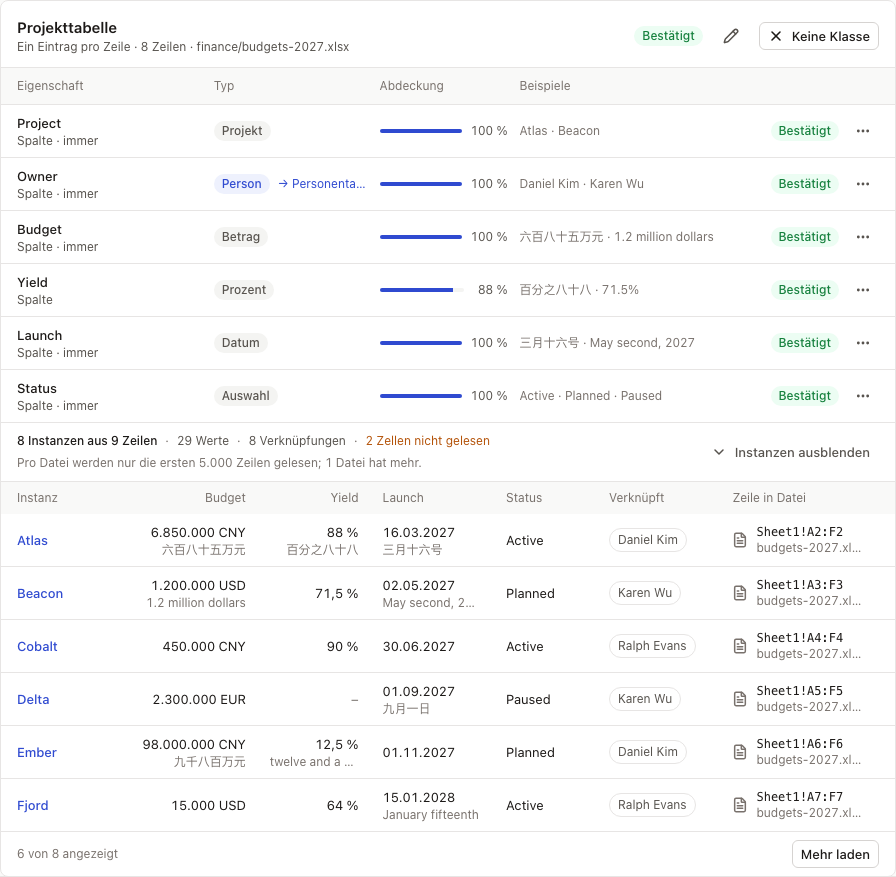 Projekttabelle
Ein Eintrag pro Zeile · 8 Zeilen · finance/budgets-2027.xlsx
Bestätigt
Keine Klasse
Eigenschaft Typ Abdeckung Beispiele
Project
Spalte · immer
Projekt 100 % Atlas · Beacon Bestätigt
Owner
Spalte · immer
Person → Personenta… 100 % Daniel Kim · Karen Wu Bestätigt
Budget
Spalte · immer
Betrag 100 % 六百八十五万元 · 1.2 million dollars Bestätigt
Yield
Spalte
Prozent 88 % 百分之八十八 · 71.5% Bestätigt
Launch
Spalte · immer
Datum 100 % 三月十六号 · May second, 2027 Bestätigt
Status
Spalte · immer
Auswahl 100 % Active · Planned · Paused Bestätigt
8 Instanzen aus 9 Zeilen · 29 Werte · 8 Verknüpfungen · 2 Zellen nicht gelesen
Pro Datei werden nur die ersten 5.000 Zeilen gelesen; 1 Datei hat mehr.
Instanzen ausblenden
Instanz Budget Yield Launch Status Verknüpft Zeile in Datei
Atlas 6.850.000 CNY 88 % 16.03.2027 Active Daniel Kim Sheet1!A2:F2
六百八十五万元 百分之八十八 三月十六号 budgets-2027.xl…
Beacon 1.200.000 USD 71,5 % 02.05.2027 Planned Karen Wu Sheet1!A3:F3
1.2 million dollars May second, 2… budgets-2027.xl…
Cobalt 450.000 CNY 90 % 30.06.2027 Active Ralph Evans Sheet1!A4:F4
budgets-2027.xl…
Delta 2.300.000 EUR – 01.09.2027 Paused Karen Wu Sheet1!A5:F5
九月一日 budgets-2027.xl…
Ember 98.000.000 CNY 12,5 % 01.11.2027 Planned Daniel Kim Sheet1!A6:F6
九千八百万元 twelve and a … budgets-2027.xl…
Fjord 15.000 USD 64 % 15.01.2028 Active Ralph Evans Sheet1!A7:F7
January fifteenth budgets-2027.xl…
6 von 8 angezeigt
Mehr laden